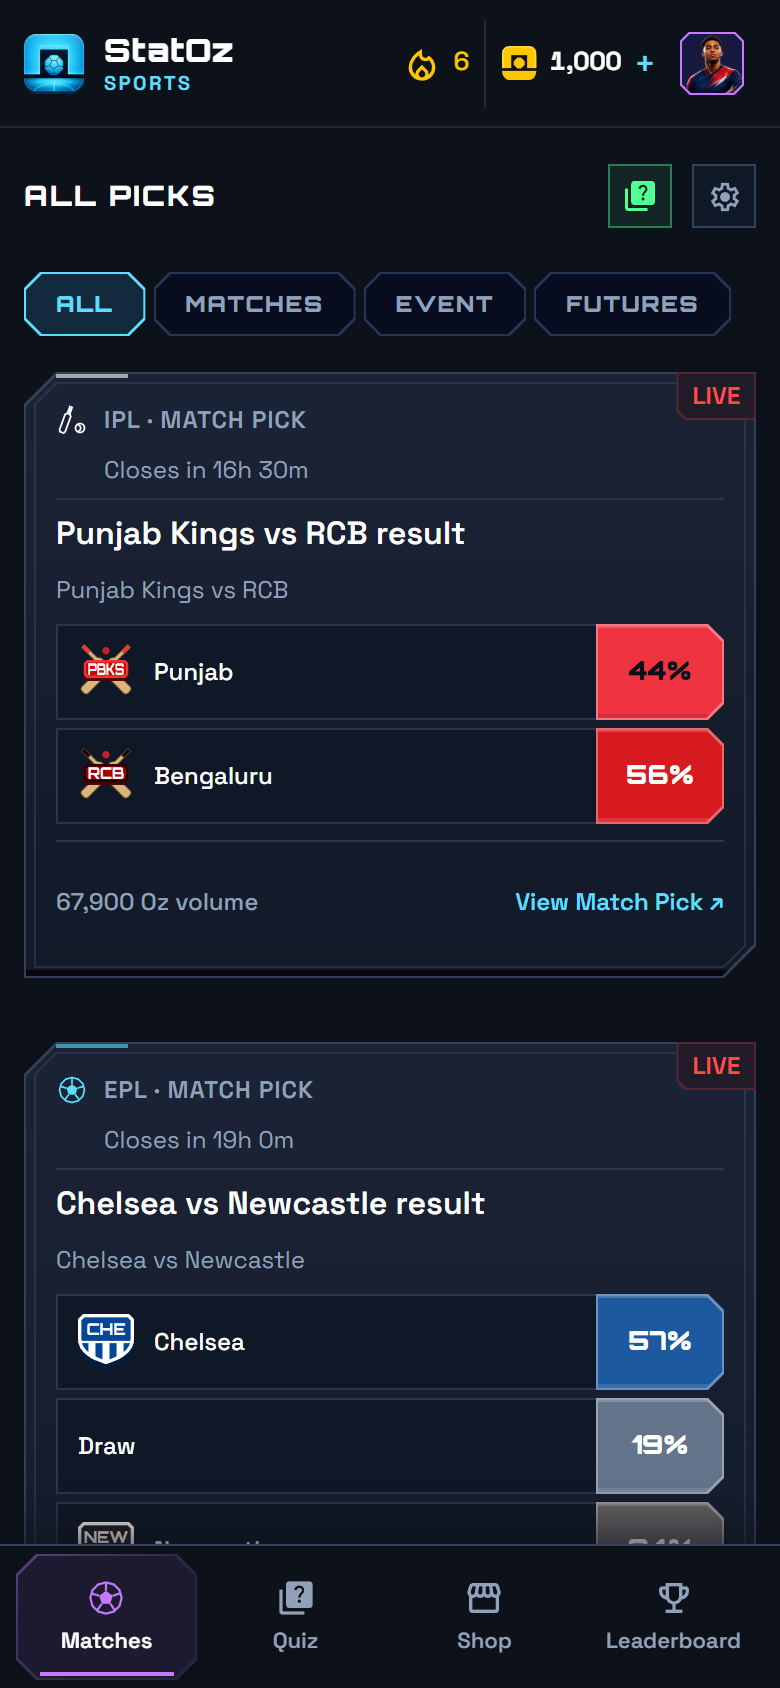 StatOz
SPORTS
6
1,000 +
ALL PICKS
?
ALL
MATCHES
EVENT
FUTURES
LIVE
IPL · MATCH PICK
Closes in 16h 30m
Punjab Kings vs RCB result
Punjab Kings vs RCB
PBKS
Punjab
44%
RCB
Bengaluru
56%
67,900 Oz volume
View Match Pick ↗
LIVE
EPL · MATCH PICK
Closes in 19h 0m
Chelsea vs Newcastle result
Chelsea vs Newcastle
CHE
Chelsea
57%
Draw
19%
NEW
Matches
?
Quiz
Shop
Leaderboard